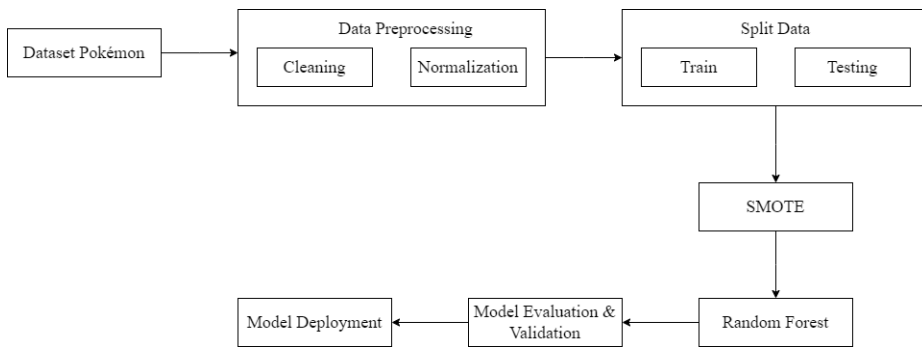 Dataset Pokémon
Data Preprocessing
Cleaning
Normalization
Split Data
Train
Testing
SMOTE
Random Forest
Model Evaluation &
Validation
Model Deployment